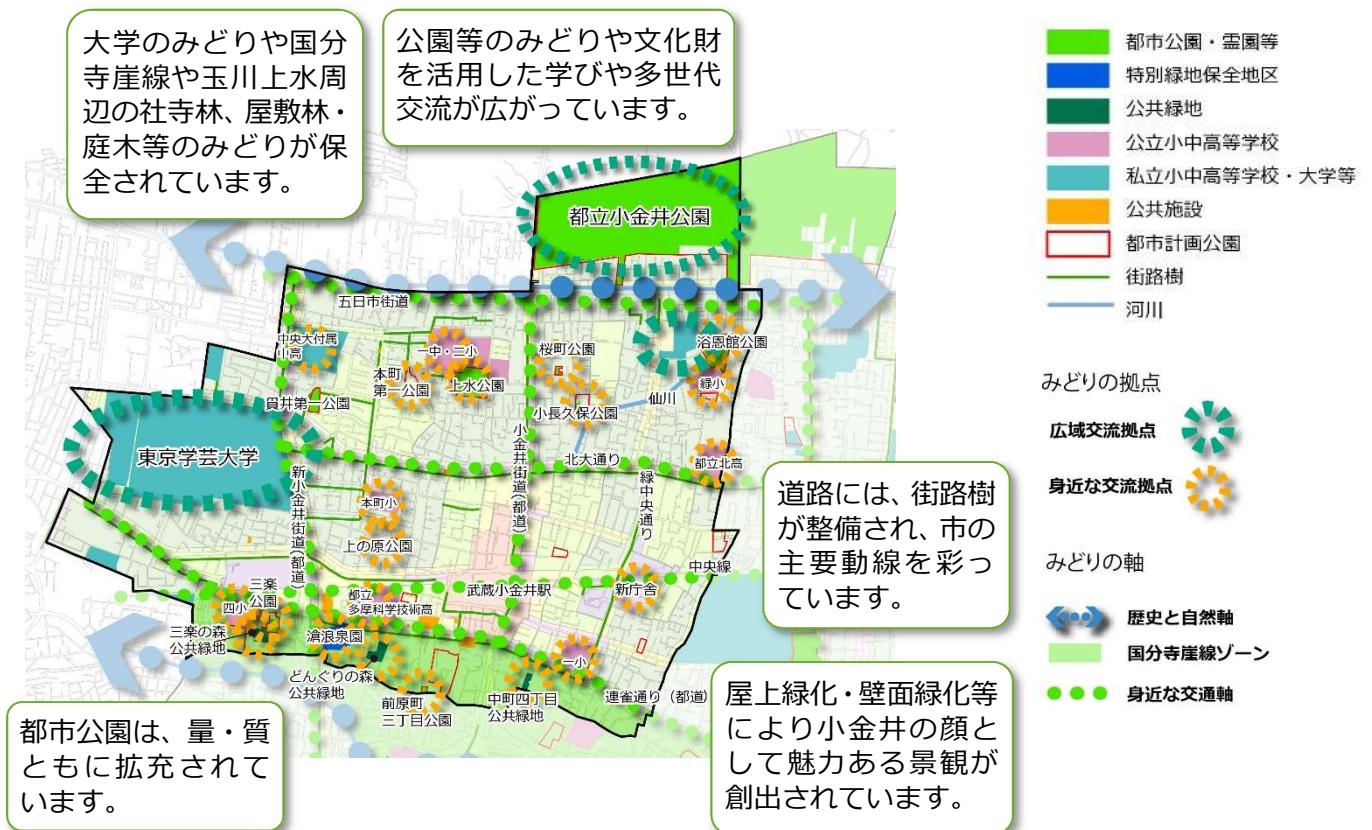 大学のみどりや国分
寺崖線や玉川上水周
辺の社寺林、屋敷林・
庭木等のみどりが保
全されています。
公園等のみどりや文化財
を活用した学びや多世代
交流が広がっています。
都市公園・霊園等
特別緑地保全地区
公共緑地
公立小中高等学校
私立小中高等学校・大学等
公共施設
都市計画公園
街路樹
河川
みどりの拠点
広域交流拠点
身近な交流拠点
みどりの軸
歴史と自然軸
国分寺崖線ゾーン
身近な交通軸
都立小金井公園
五日市街道
中央大付属
中高
一中・二小
桜町公園
浴恩館公園
本町
第一公園
上水公園
緑小
仙川
貫井第一公園
小長久保公園
東京学芸大学
新小金井街道(都道)
小金井街道(都道)
北大通り
緑中央通り
都立北高
本町小
上の原公園
道路には、街路樹
が整備され、市の
主要動線を彩っ
ています。
中央線
武蔵小金井駅
新庁舎
三楽
公園
四小
都立
多摩科学技術高
三楽の森
公共緑地
滄浪泉園
一小
どんぐりの森
公共緑地
前原町
三丁目公園
中町四丁目
公共緑地
連雀通り（都道）
都市公園は、量・質
ともに拡充されて
います。
屋上緑化・壁面緑化等
により小金井の顔と
して魅力ある景観が
創出されています。